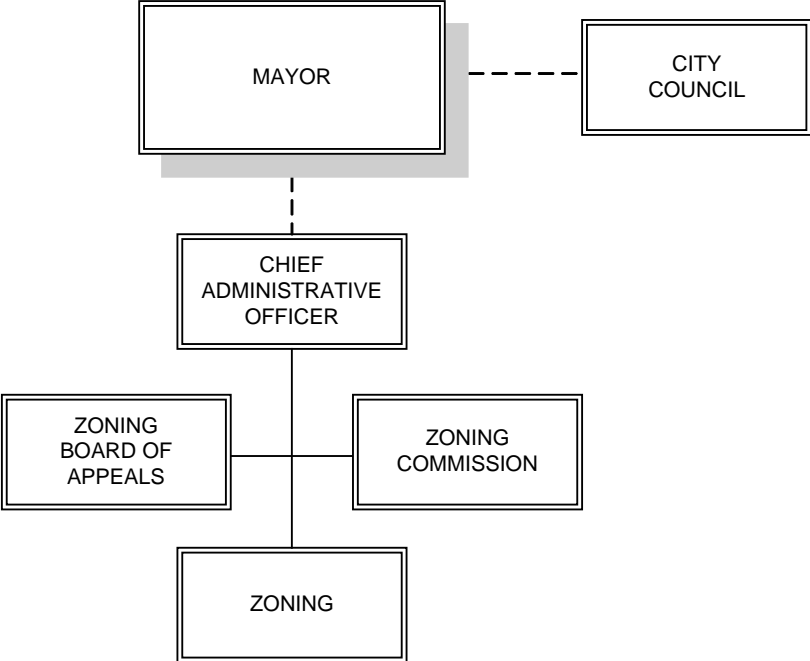 MAYOR
CITY
COUNCIL
CHIEF
ADMINISTRATIVE
OFFICER
ZONING
BOARD OF
APPEALS
ZONING
COMMISSION
ZONING